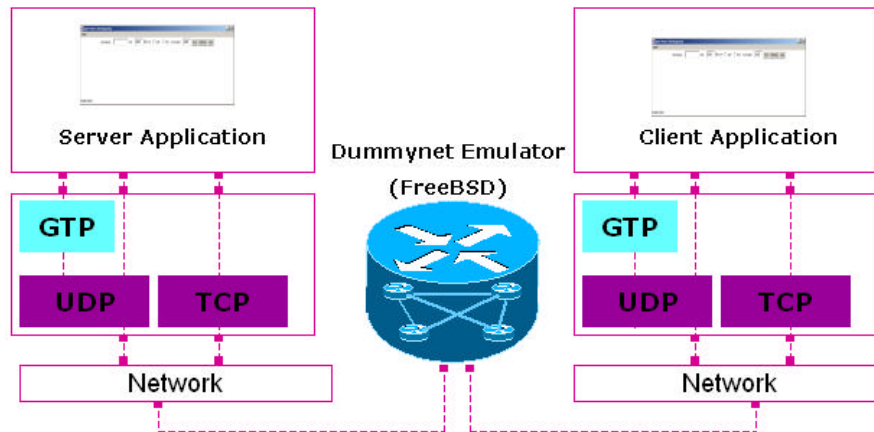 Server Application
Client Application
Dummynet Emulator
(FreeBSD)
GTP
GTP
UDP
TCP
UDP
TCP
Network
Network